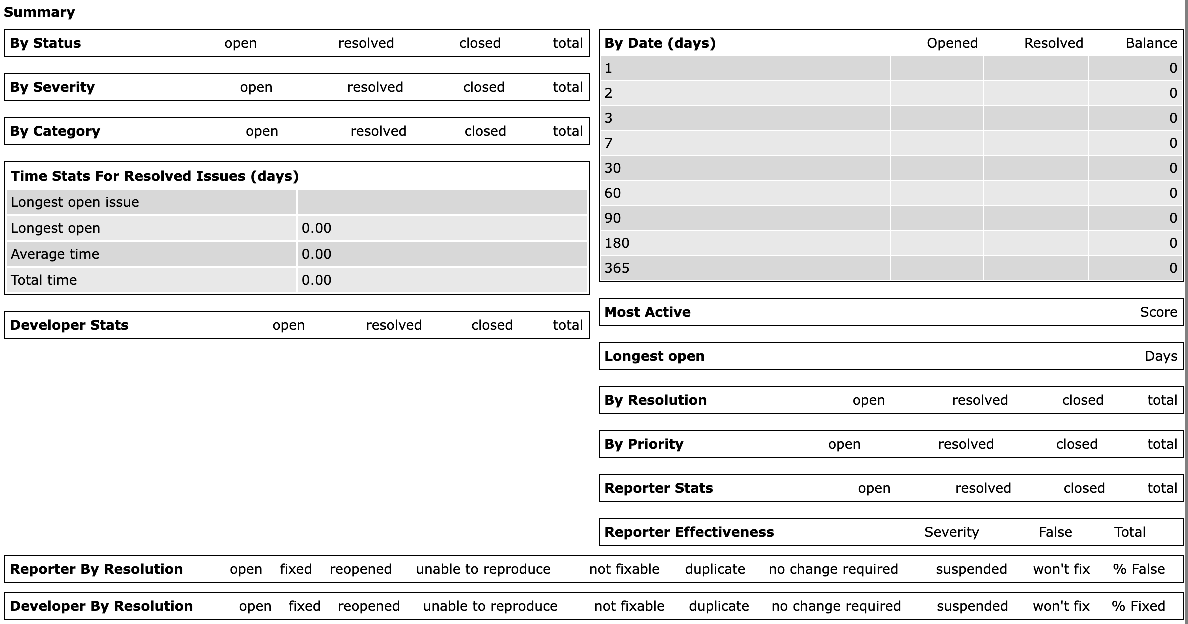 Summary
By Status open resolved closed total
By Severity open resolved closed total
By Category open resolved closed total
Time Stats For Resolved Issues (days)
Longest open issue
Longest open 0.00
Average time 0.00
Total time 0.00
Developer Stats open resolved closed total
By Date (days) Opened Resolved Balance
1 0
2 0
3 0
7 0
30 0
60 0
90 0
180 0
365 0
Most Active Score
Longest open Days
By Resolution open resolved closed total
By Priority open resolved closed total
Reporter Stats open resolved closed total
Reporter Effectiveness Severity False Total
Reporter By Resolution open fixed reopened unable to reproduce not fixable duplicate no change required suspended won't fix % False
Developer By Resolution open fixed reopened unable to reproduce not fixable duplicate no change required suspended won't fix % Fixed